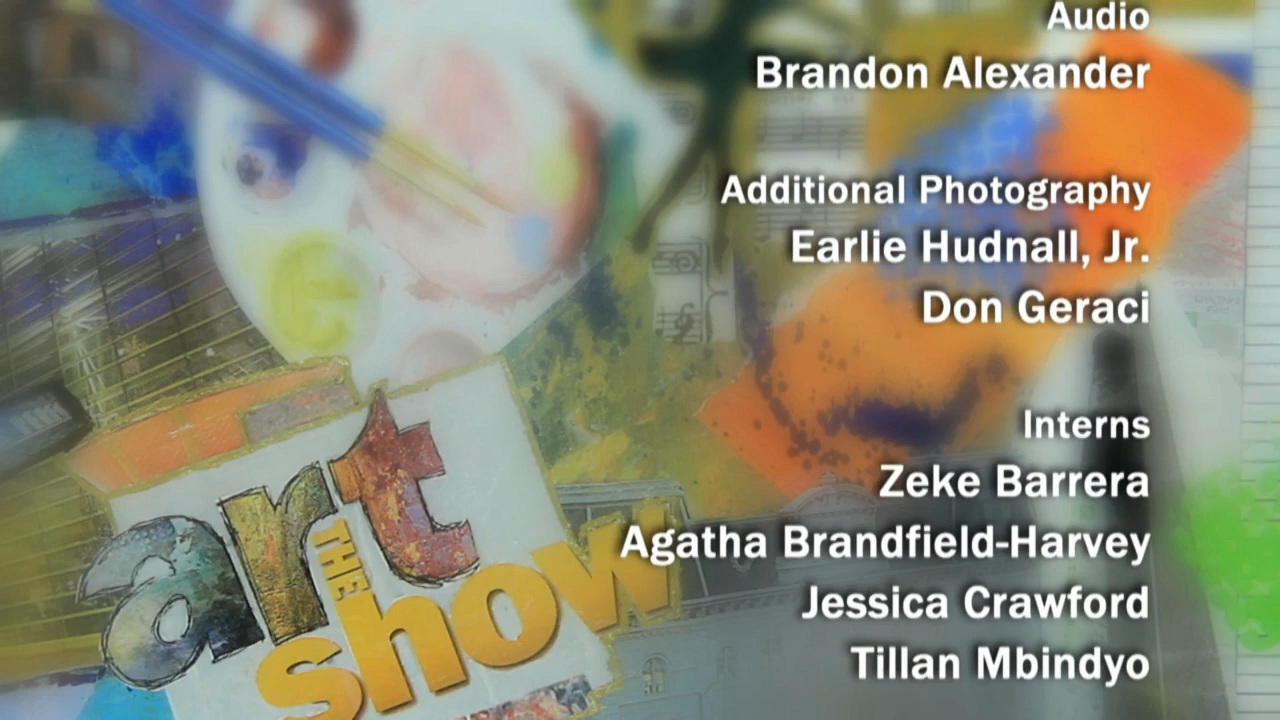 Audio
Brandon Alexander
Additional Photography
Earlie Hudnall, Jr.
Don Geraci
Interns
Zeke Barrera
Agatha Brandfield-Harvey
Jessica Crawford
Tillan Mbindyo
art
THE
show